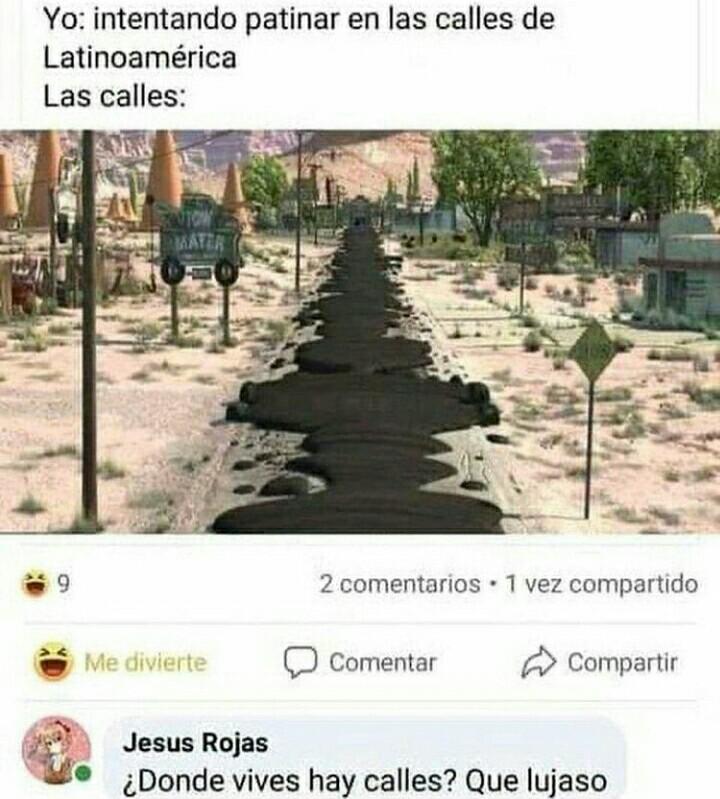 Yo: intentando patinar en las calles de
Latinoamérica
Las calles:
TOW
MATER
9
2 comentarios • 1 vez compartido
Me divierte
Comentar
Compartir
Jesus Rojas
¿Donde vives hay calles? Que lujaso